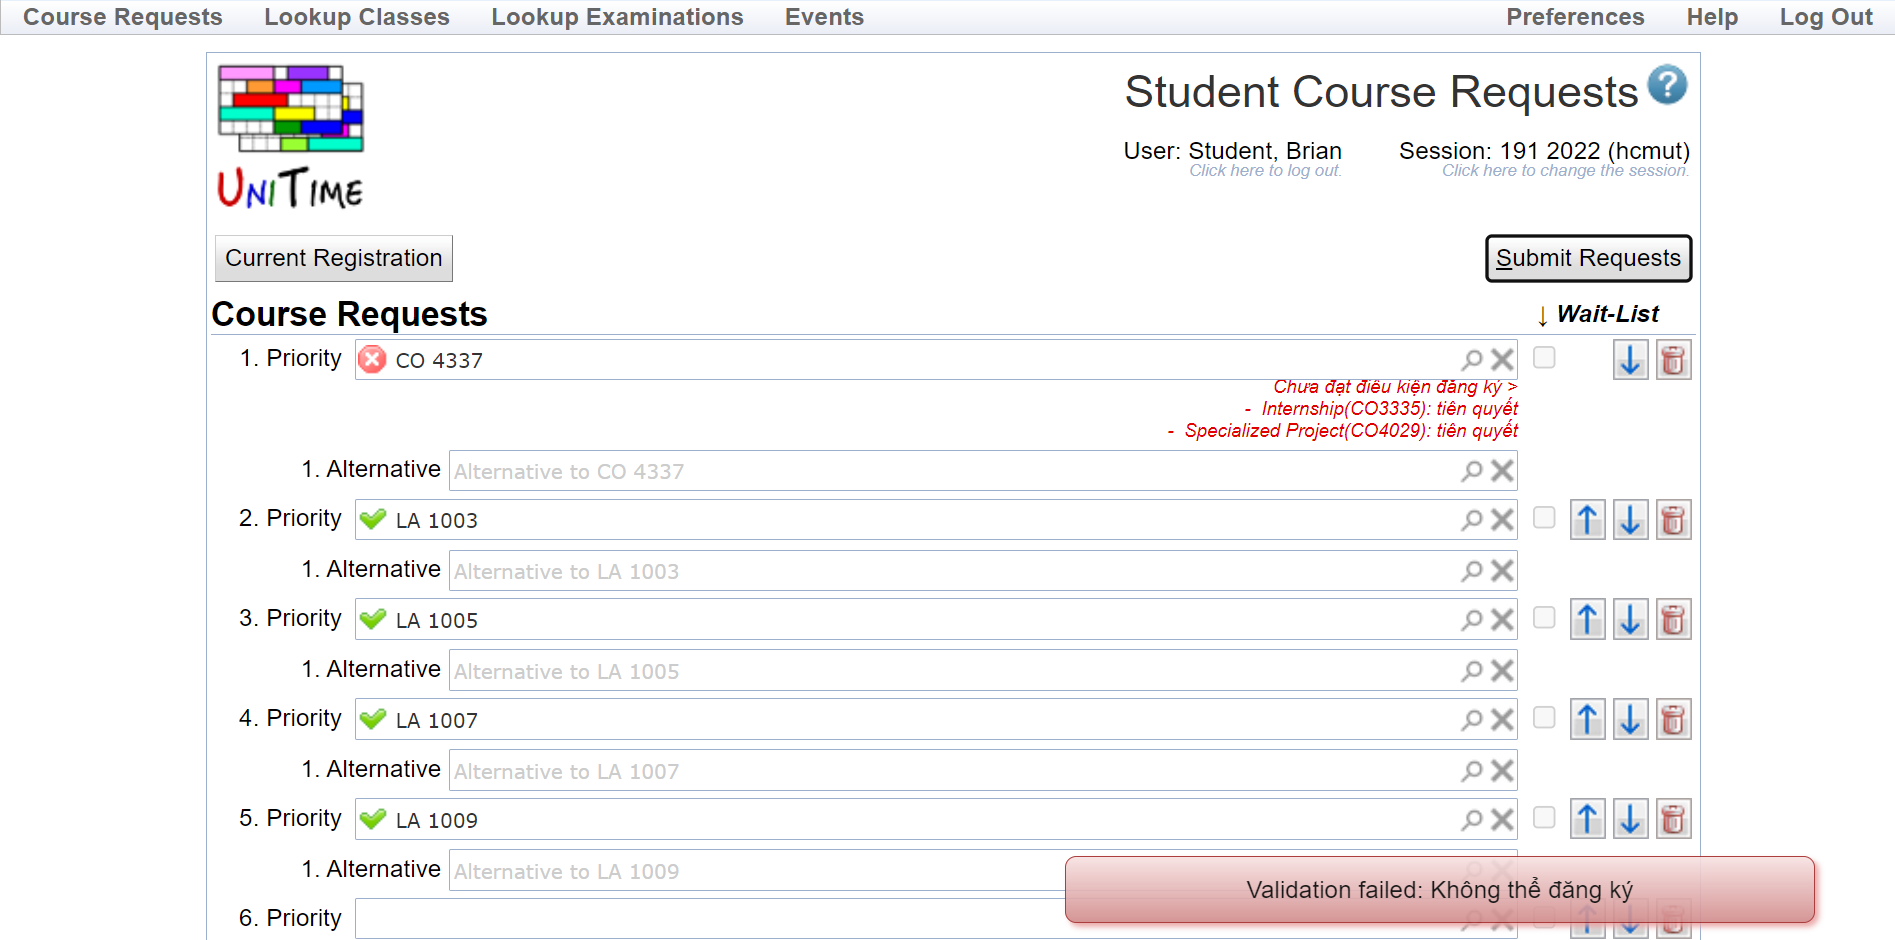 Course Requests Lookup Classes Lookup Examinations Events Preferences Help Log Out
UNITIME
Student Course Requests ?
User: Student, Brian Session: 191 2022 (hcmut)
Click here to log out. Click here to change the session.
Current Registration Submit Requests
Course Requests ↓ Wait-List
1. Priority CO 4337
Chưa đạt điều kiện đăng ký >
- Internship(CO3335): tiên quyết
- Specialized Project(CO4029): tiên quyết
1. Alternative Alternative to CO 4337
2. Priority LA 1003
1. Alternative Alternative to LA 1003
3. Priority LA 1005
1. Alternative Alternative to LA 1005
4. Priority LA 1007
1. Alternative Alternative to LA 1007
5. Priority LA 1009
1. Alternative Alternative to LA 1009
Validation failed: Không thể đăng ký
6. Priority